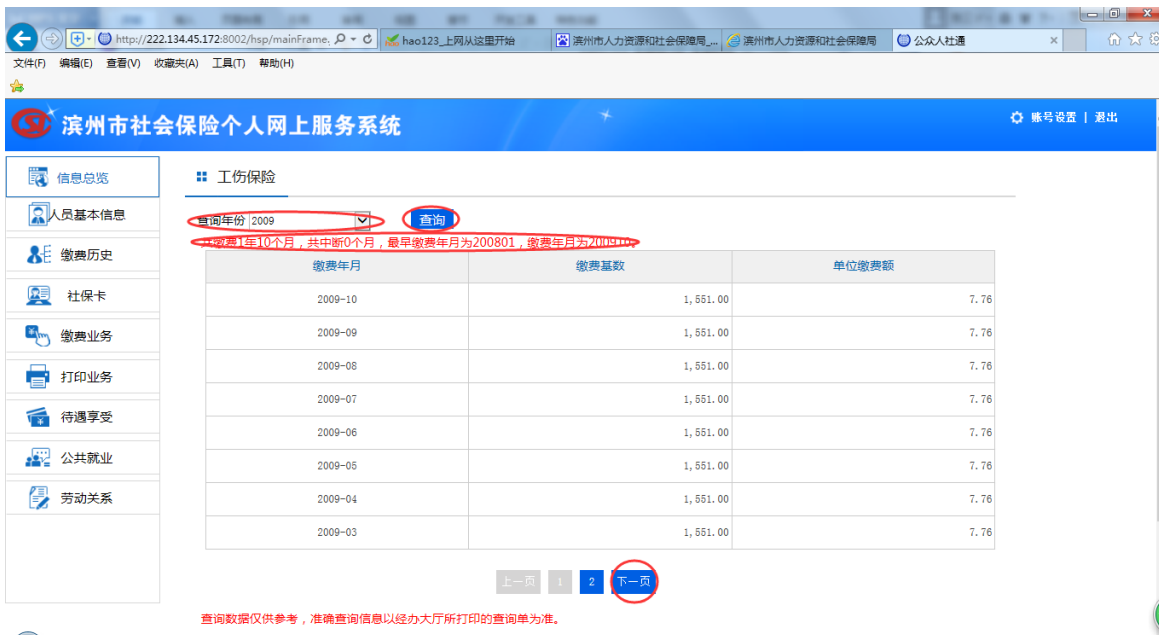 http://222.134.45.172:8002/hsp/mainFrame. hao123_上网从这里开始 滨州市人力资源和社会保障局_... 滨州市人力资源和社会保障局 公众人社通
文件(F) 编辑(E) 查看(V) 收藏夹(A) 工具(T) 帮助(H)
滨州市社会保险个人网上服务系统
账号设置 | 退出
信息总览
人员基本信息
缴费历史
社保卡
缴费业务
打印业务
待遇享受
公共就业
劳动关系
工伤保险
查询年份 2009 查询
共缴费1年10个月，共中断0个月，最早缴费年月为200801，缴费年月为200910。
缴费年月 缴费基数 单位缴费额
2009-10 1,551.00 7.76
2009-09 1,551.00 7.76
2009-08 1,551.00 7.76
2009-07 1,551.00 7.76
2009-06 1,551.00 7.76
2009-05 1,551.00 7.76
2009-04 1,551.00 7.76
2009-03 1,551.00 7.76
上一页 1 2 下一页
查询数据仅供参考，准确查询信息以经办大厅所打印的查询单为准。